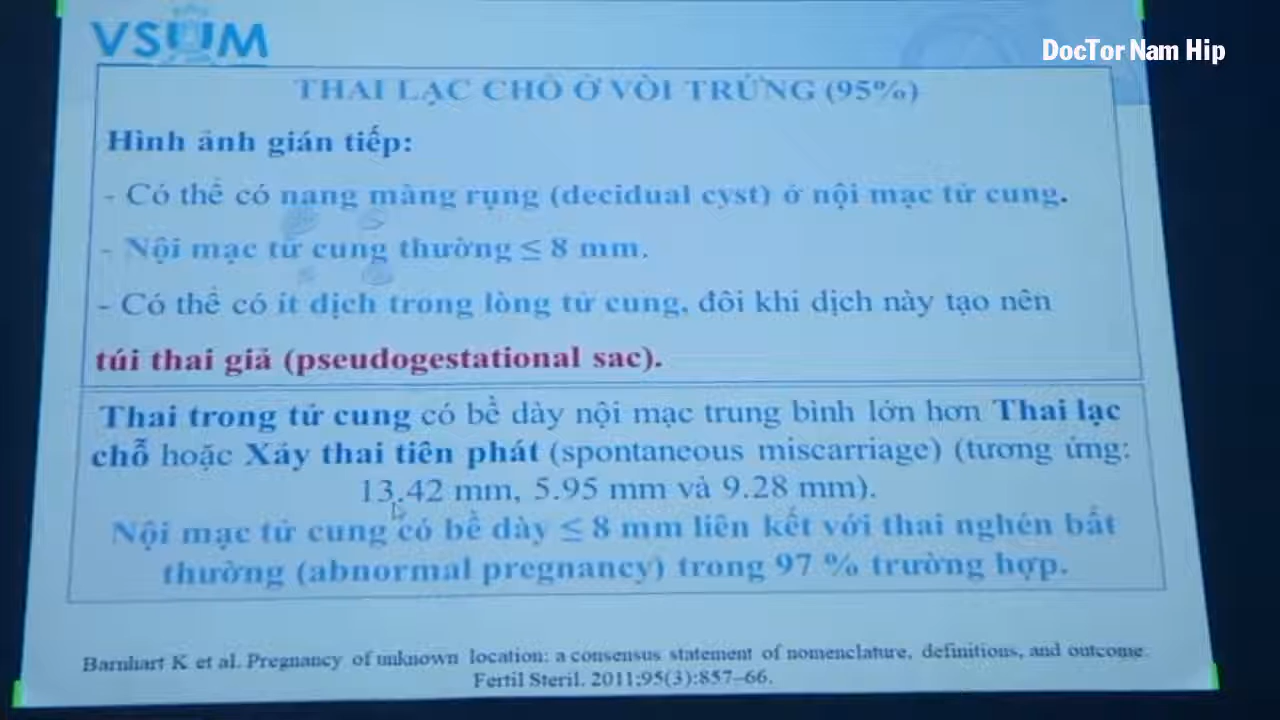 VSUM
DocTor Nam Hip
THAI LẠC CHỖ Ở VÒI TRỨNG (95%)
Hình ảnh gián tiếp:
- Có thể có nang màng rụng (decidual cyst) ở nội mạc tử cung.
- Nội mạc tử cung thường ≤ 8 mm.
- Có thể có ít dịch trong lòng tử cung, đôi khi dịch này tạo nên
túi thai giả (pseudogestational sac).
Thai trong tử cung có bề dày nội mạc trung bình lớn hơn Thai lạc
chỗ hoặc Xảy thai tiên phát (spontaneous miscarriage) (tương ứng:
13.42 mm, 5.95 mm và 9.28 mm).
Nội mạc tử cung có bề dày ≤ 8 mm liên kết với thai nghén bất
thường (abnormal pregnancy) trong 97 % trường hợp.
Barnhart K et al. Pregnancy of unknown location: a consensus statement of nomenclature, definitions, and outcome.
Fertil Steril. 2011;95(3):857–66.